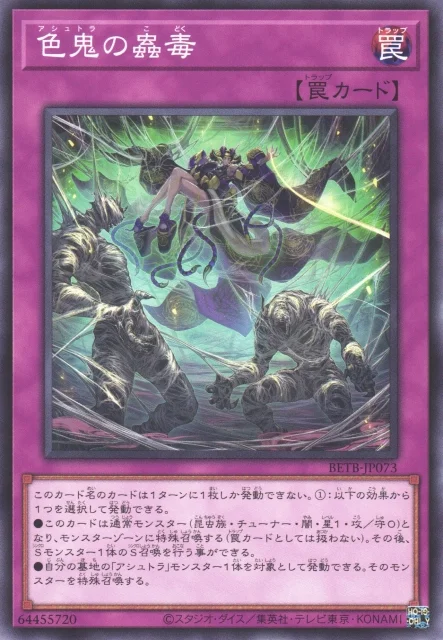 アシュトラ こどく
色鬼の蟲毒
トラップ
罠
トラップ
【罠カード】
BETB-JP073
このカード名のカードは1ターンに1枚しか発動できない。①:以下の効果から
1つを選択して発動できる。
●このカードは通常モンスター(昆虫族・チューナー・闇・星1・攻/守0)と
なり、モンスターゾーンに特殊召喚する(罠カードとしては扱わない)。その後、
Sモンスター1体のS召喚を行う事ができる。
●自分の墓地の「アシュトラ」モンスター1体を対象として発動できる。そのモン
スターを特殊召喚する。
64455720
©スタジオ・ダイス/集英社・テレビ東京・KONAMI